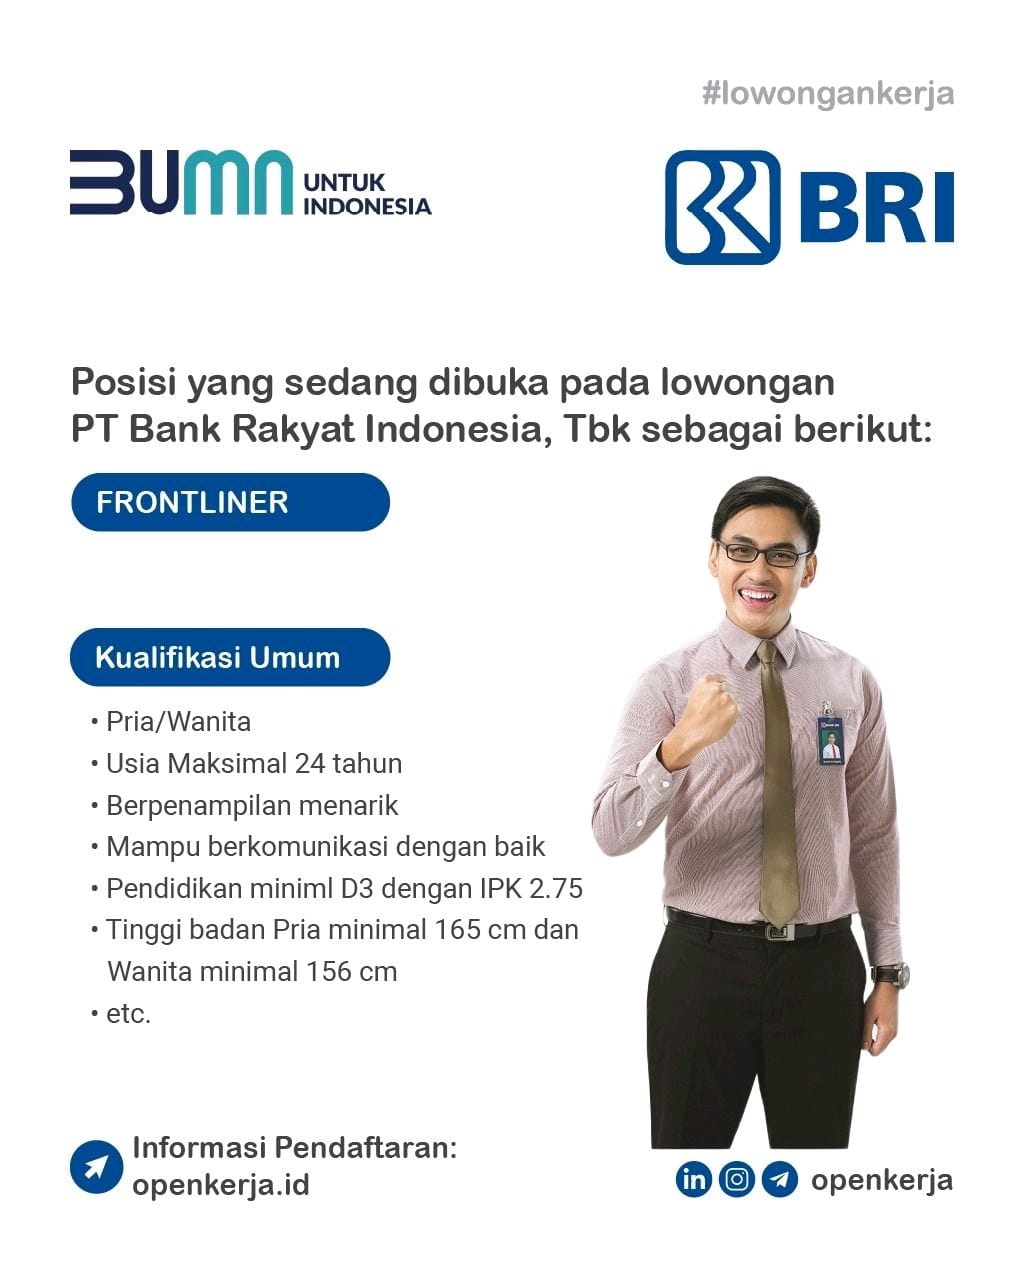 #lowongankerja
BUMN UNTUK
INDONESIA
BRI
Posisi yang sedang dibuka pada lowongan
PT Bank Rakyat Indonesia, Tbk sebagai berikut:
FRONTLINER
Kualifikasi Umum
• Pria/Wanita
• Usia Maksimal 24 tahun
• Berpenampilan menarik
• Mampu berkomunikasi dengan baik
• Pendidikan miniml D3 dengan IPK 2.75
• Tinggi badan Pria minimal 165 cm dan
Wanita minimal 156 cm
• etc.
Informasi Pendaftaran:
openkerja.id
in openkerja